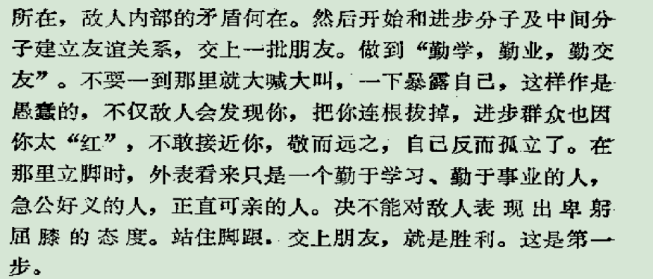 所在，敌人内部的矛盾何在。然后开始和进步分子及中间分
子建立友谊关系，交上一批朋友。做到“勤学，勤业，勤交
友”。不要一到那里就大喊大叫，一下暴露自己，这样作是
愚蠢的，不仅敌人会发现你，把你连根拔掉，进步群众也因
你太“红”，不敢接近你，敬而远之，自己反而孤立了。在
那里立脚时，外表看来只是一个勤于学习、勤于事业的人，
急公好义的人，正直可亲的人。决不能对敌人表现出卑躬
屈膝的态度。站住脚跟．交上朋友，就是胜利。这是第一
步。